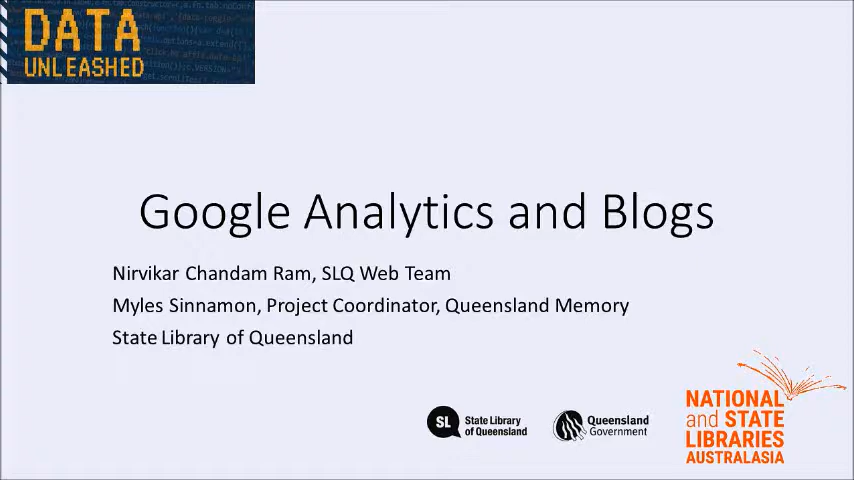 DATA
UNLEASHED
Google Analytics and Blogs
Nirvikar Chandam Ram, SLQ Web Team
Myles Sinnamon, Project Coordinator, Queensland Memory
State Library of Queensland
SL
State Library
of Queensland
Queensland
Government
NATIONAL
and STATE
LIBRARIES
AUSTRALASIA